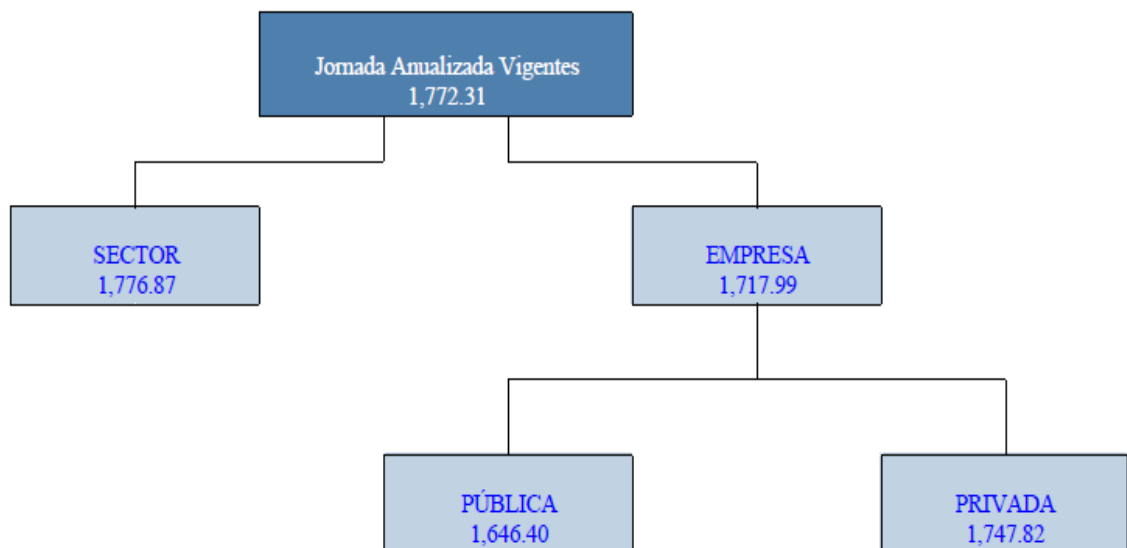 Jornada Anualizada Vigentes
1,772.31
SECTOR
1,776.87
EMPRESA
1,717.99
PÚBLICA
1,646.40
PRIVADA
1,747.82